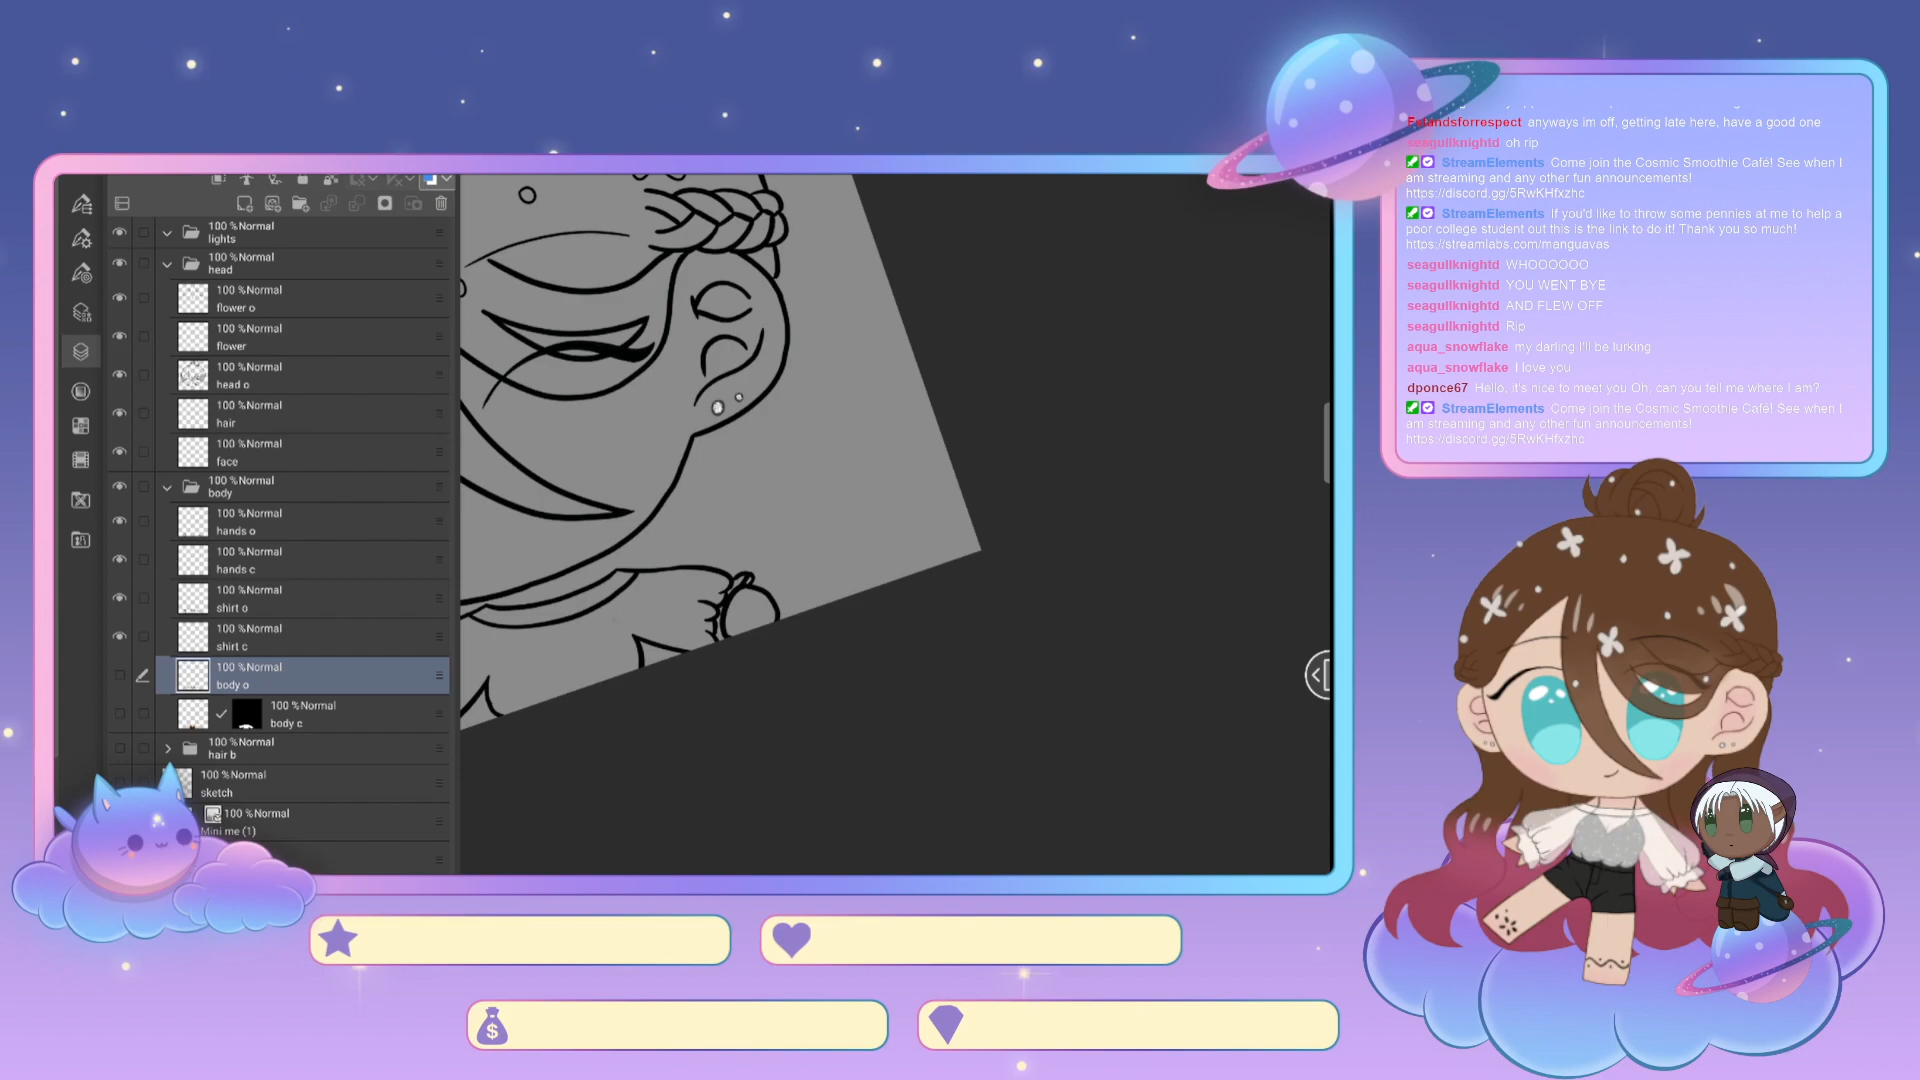 100 %Normal
lights
100 %Normal
head
100 %Normal
flower o
100 %Normal
flower
100 %Normal
head o
100 %Normal
hair
100 %Normal
face
100 %Normal
body
100 %Normal
hands o
100 %Normal
hands c
100 %Normal
shirt o
100 %Normal
shirt c
100 %Normal
body o
100 %Normal
body c
100 %Normal
hair b
100 %Normal
sketch
100 %Normal
Mini me (1)
anyways im off, getting late here, have a good one
seagullknightd oh rip
StreamElements Come join the Cosmic Smoothie Café! See when I
am streaming and any other fun announcements!
https://discord.gg/5RwKHfxzhc
StreamElements If you'd like to throw some pennies at me to help a
poor college student out this is the link to do it! Thank you so much!
https://streamlabs.com/manguavas
seagullknightd WHOOOOOO
seagullknightd YOU WENT BYE
seagullknightd AND FLEW OFF
seagullknightd Rip
aqua_snowflake my darling I'll be lurking
aqua_snowflake I love you
dponce67 Hello, it's nice to meet you Oh, can you tell me where I am?
StreamElements Come join the Cosmic Smoothie Café! See when I
am streaming and any other fun announcements!
https://discord.gg/5RwKHfxzhc